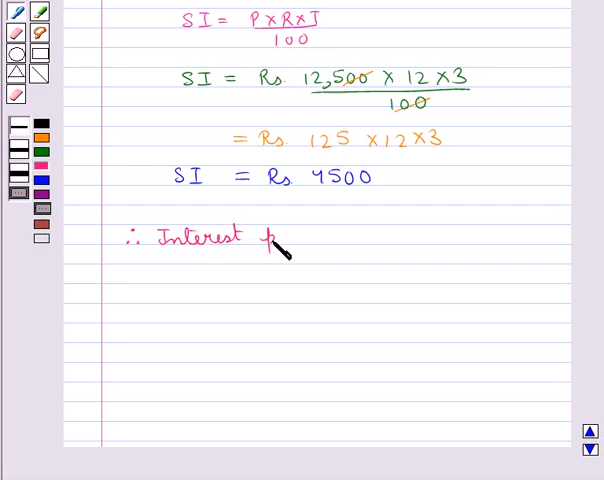 SI = P×R×T
100
SI = Rs. 12,500 × 12 × 3
100
= Rs. 125 ×12×3
SI = Rs. 4500
∴ Interest p